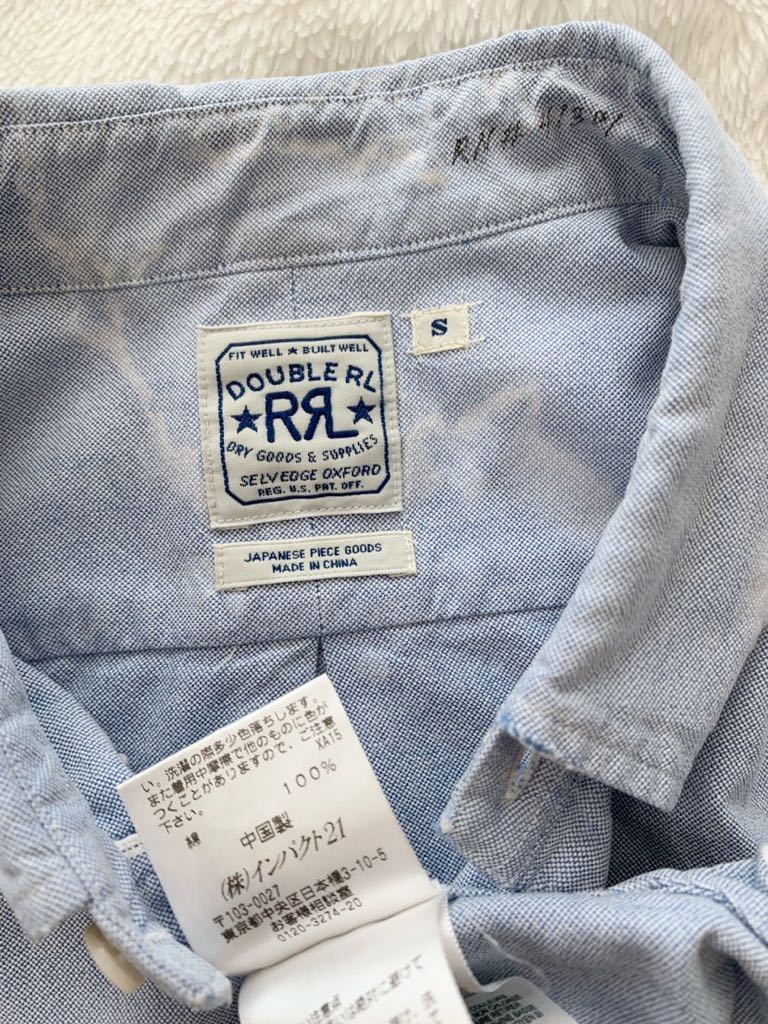 RN# 41381
FIT WELL ★ BUILT WELL
DOUBLE RL
★RRL★
DRY GOODS & SUPPLIES
SELVEDGE OXFORD
REG. U.S. PAT. OFF.
S
JAPANESE PIECE GOODS
MADE IN CHINA
い。洗濯の際多少色落ちします。
また着用中摩擦で他のものに色が
つくことがありますので、ご注意
下さい。
XA15
綿 100%
中国製
(株)インパクト21
〒103-0027
東京都中央区日本橋3-10-5
お客様相談室
0120-3274-20